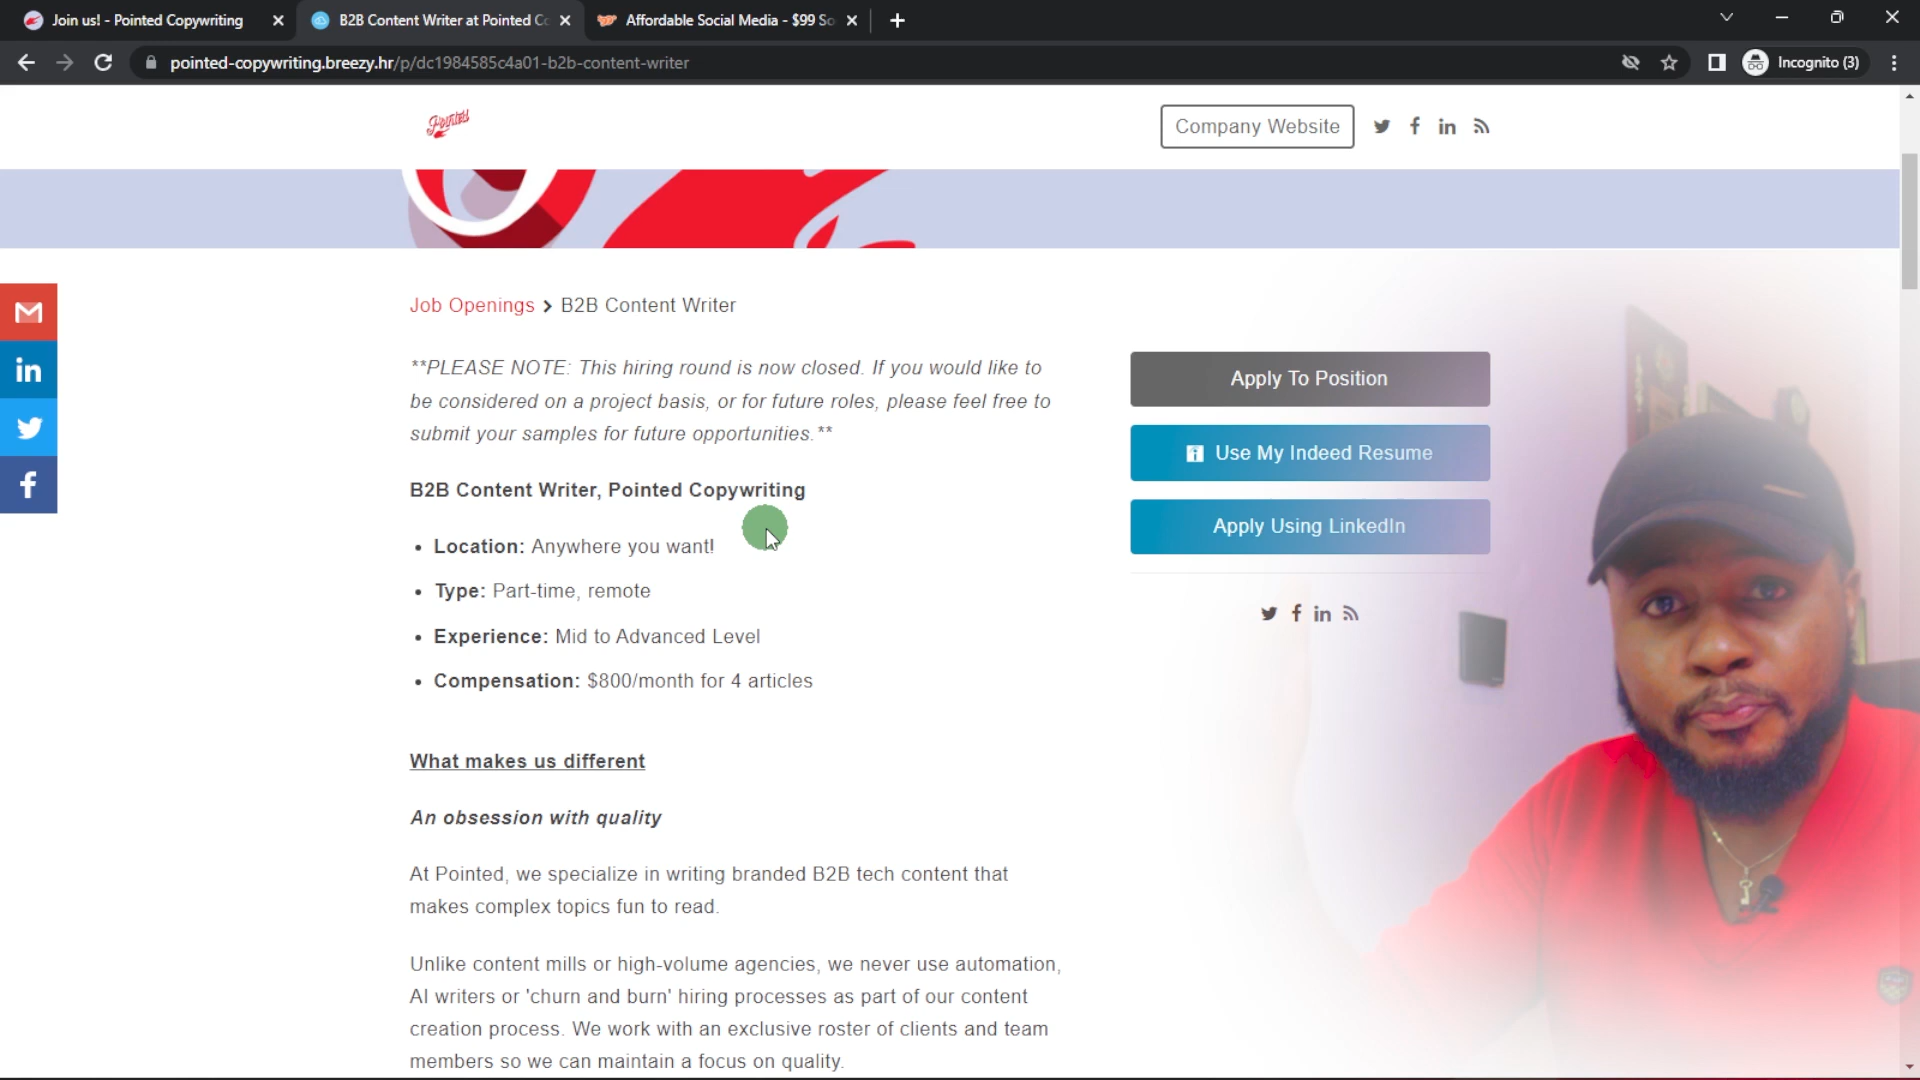 Join us! - Pointed Copywriting
B2B Content Writer at Pointed Co
Affordable Social Media - $99 So
pointed-copywriting.breezy.hr/p/dc1984585c4a01-b2b-content-writer
Incognito (3)
Pointed
Company Website
Job Openings > B2B Content Writer
**PLEASE NOTE: This hiring round is now closed. If you would like to
be considered on a project basis, or for future roles, please feel free to
submit your samples for future opportunities.**
B2B Content Writer, Pointed Copywriting
• Location: Anywhere you want!
• Type: Part-time, remote
• Experience: Mid to Advanced Level
• Compensation: $800/month for 4 articles
What makes us different
An obsession with quality
At Pointed, we specialize in writing branded B2B tech content that
makes complex topics fun to read.
Unlike content mills or high-volume agencies, we never use automation,
AI writers or 'churn and burn' hiring processes as part of our content
creation process. We work with an exclusive roster of clients and team
members so we can maintain a focus on quality.
Apply To Position
Use My Indeed Resume
Apply Using LinkedIn